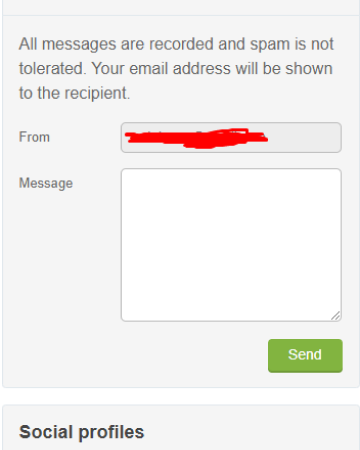 All messages are recorded and spam is not
tolerated. Your email address will be shown
to the recipient.
From
Message
Send
Social profiles